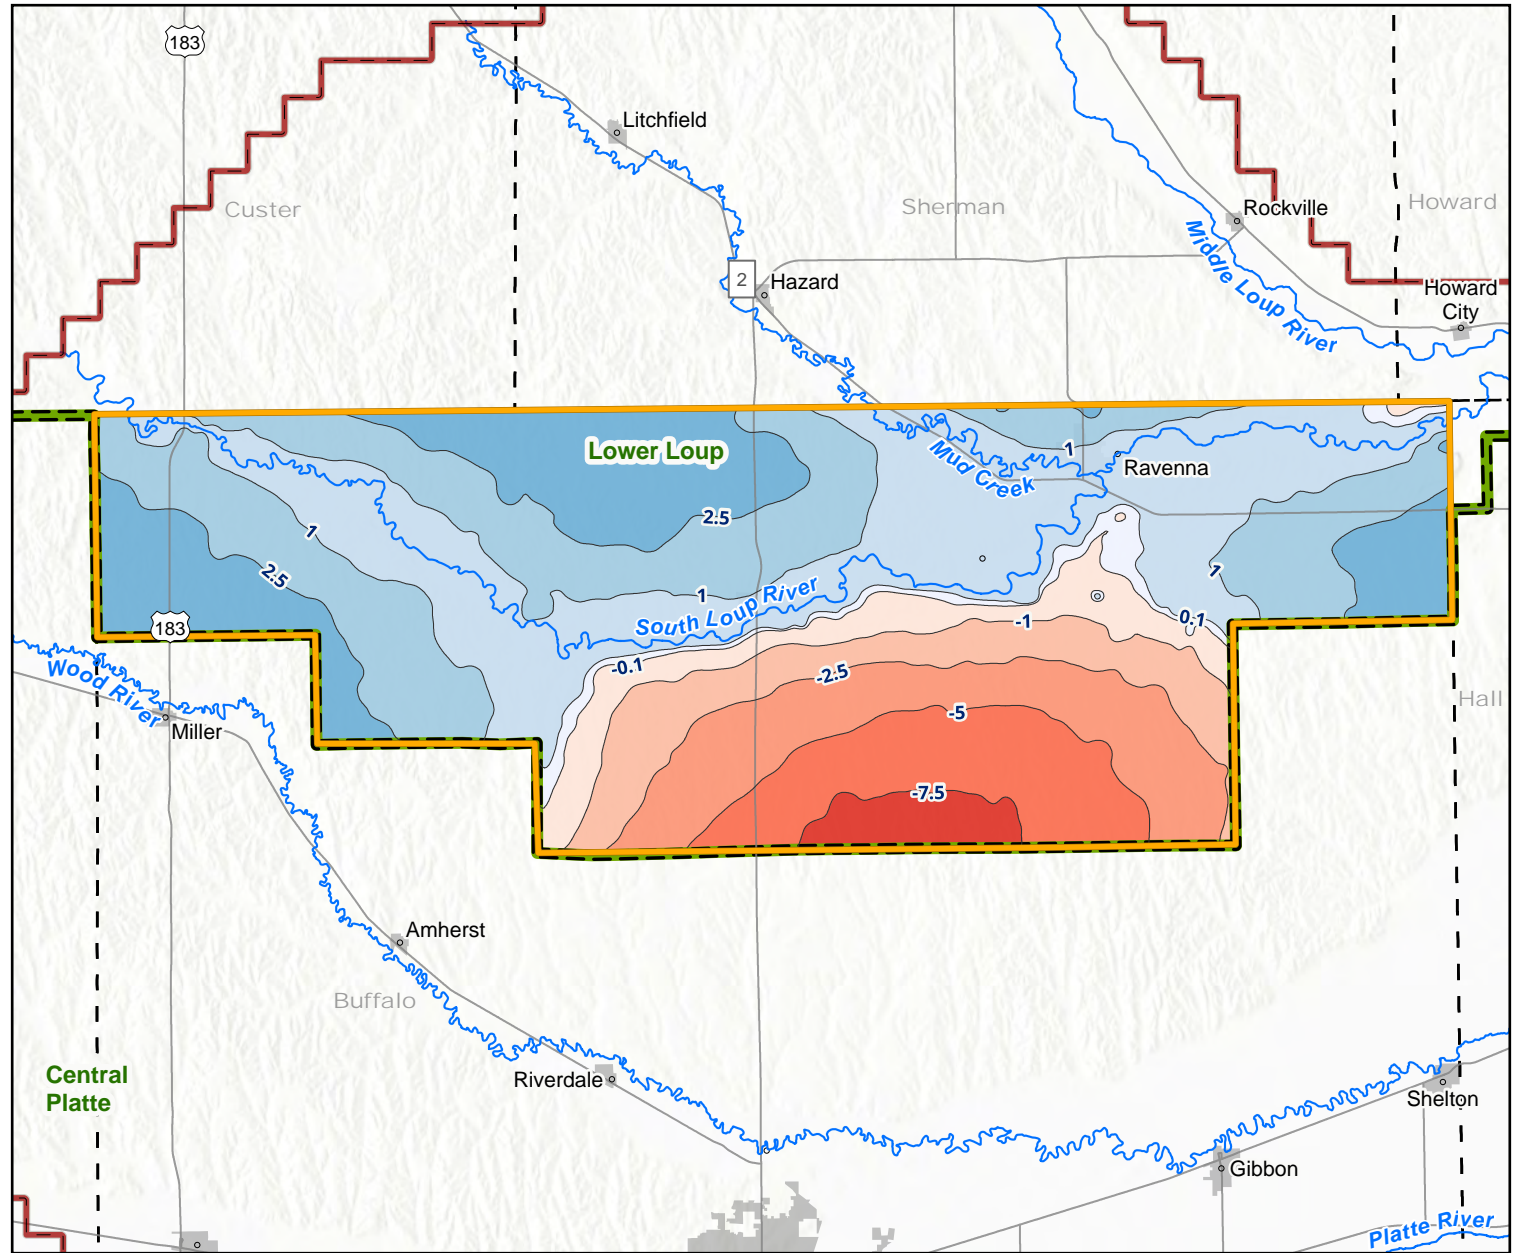 183
Litchfield
Custer
Sherman
Rockville
Howard
Middle Loup River
2
Hazard
Howard
City
Lower Loup
1
Mud Creek
Ravenna
2.5
1
2.5
1
1
South Loup River
0.1
-1
183
-0.1
-2.5
Wood River
Hall
-5
Miller
-7.5
Amherst
Buffalo
Central
Platte
Riverdale
Shelton
Gibbon
Platte River